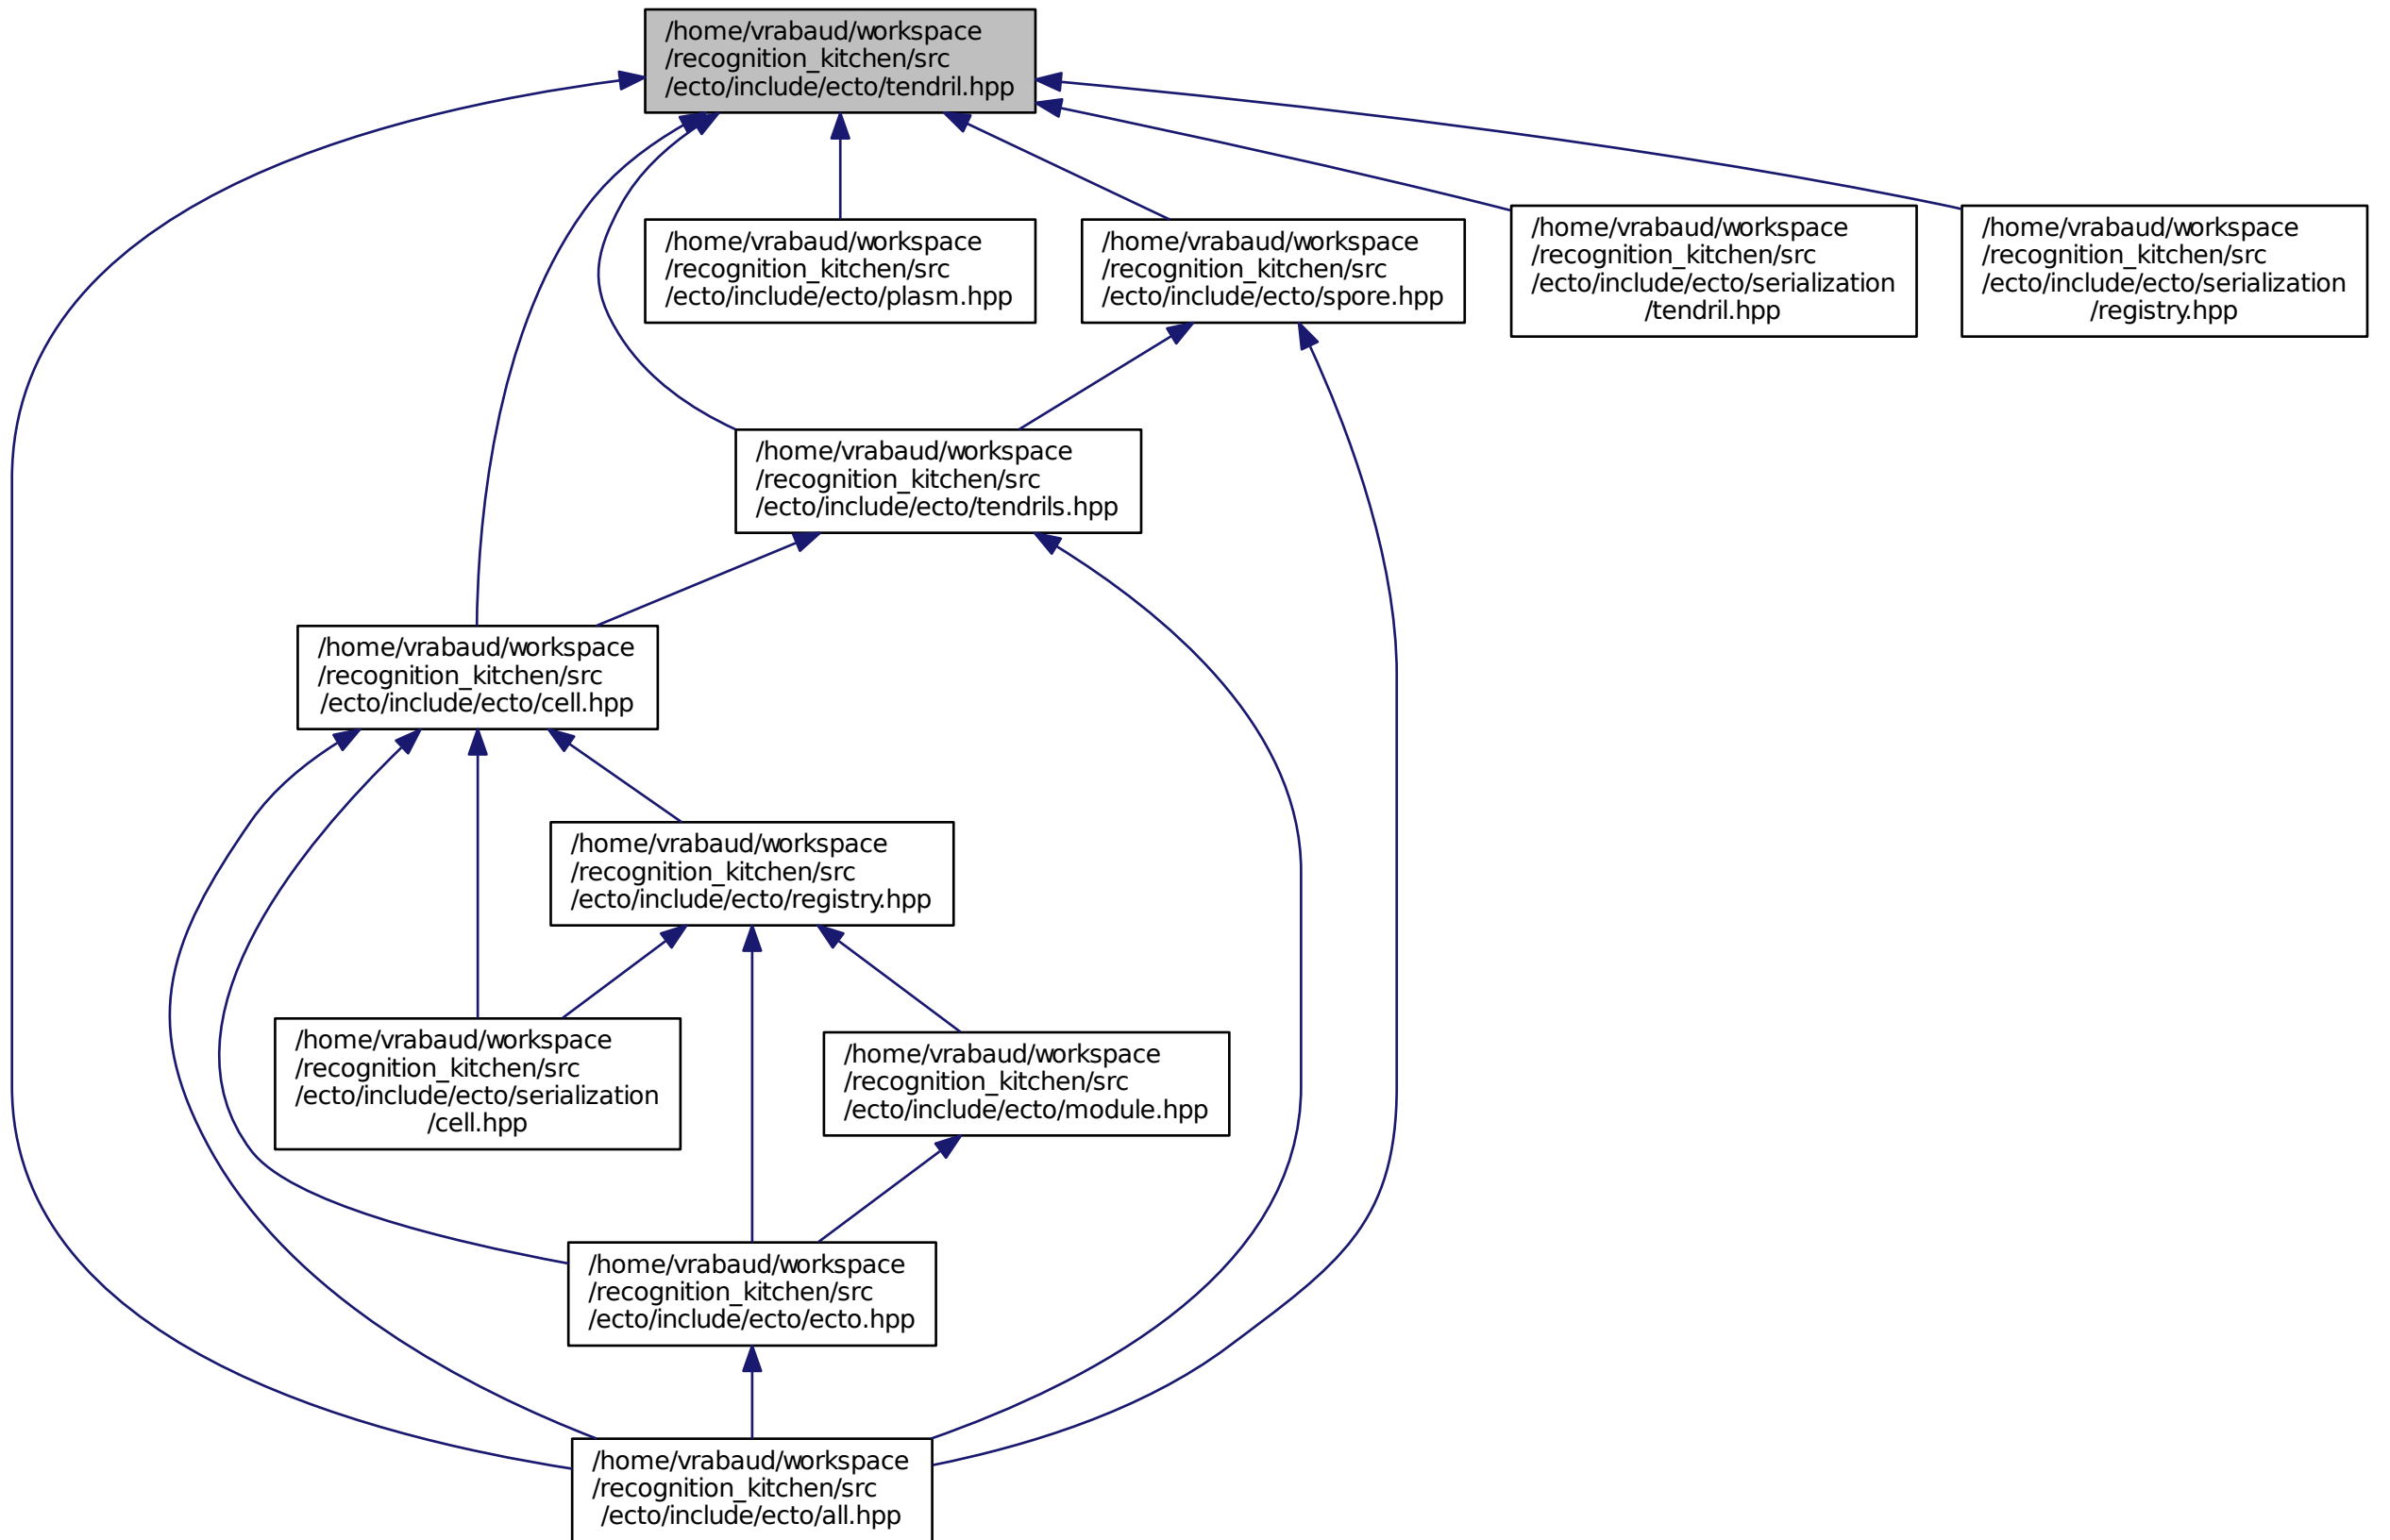 /home/vrabaud/workspace
/recognition_kitchen/src
/ecto/include/ecto/tendril.hpp
/home/vrabaud/workspace
/recognition_kitchen/src
/ecto/include/ecto/plasm.hpp
/home/vrabaud/workspace
/recognition_kitchen/src
/ecto/include/ecto/spore.hpp
/home/vrabaud/workspace
/recognition_kitchen/src
/ecto/include/ecto/serialization
/tendril.hpp
/home/vrabaud/workspace
/recognition_kitchen/src
/ecto/include/ecto/serialization
/registry.hpp
/home/vrabaud/workspace
/recognition_kitchen/src
/ecto/include/ecto/tendrils.hpp
/home/vrabaud/workspace
/recognition_kitchen/src
/ecto/include/ecto/cell.hpp
/home/vrabaud/workspace
/recognition_kitchen/src
/ecto/include/ecto/registry.hpp
/home/vrabaud/workspace
/recognition_kitchen/src
/ecto/include/ecto/serialization
/cell.hpp
/home/vrabaud/workspace
/recognition_kitchen/src
/ecto/include/ecto/module.hpp
/home/vrabaud/workspace
/recognition_kitchen/src
/ecto/include/ecto/ecto.hpp
/home/vrabaud/workspace
/recognition_kitchen/src
/ecto/include/ecto/all.hpp